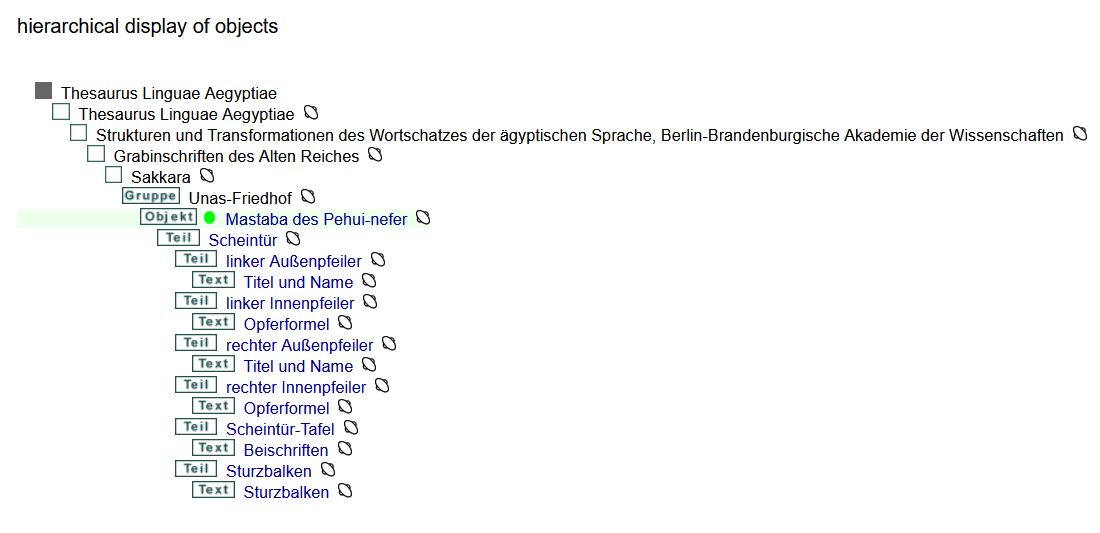 hierarchical display of objects
Thesaurus Linguae Aegyptiae
Thesaurus Linguae Aegyptiae
Strukturen und Transformationen des Wortschatzes der ägyptischen Sprache, Berlin-Brandenburgische Akademie der Wissenschaften
Grabinschriften des Alten Reiches
Sakkara
Gruppe Unas-Friedhof
Objekt Mastaba des Pehui-nefer
Teil Scheintür
Teil linker Außenpfeiler
Text Titel und Name
Teil linker Innenpfeiler
Text Opferformel
Teil rechter Außenpfeiler
Text Titel und Name
Teil rechter Innenpfeiler
Text Opferformel
Teil Scheintür-Tafel
Text Beischriften
Teil Sturzbalken
Text Sturzbalken